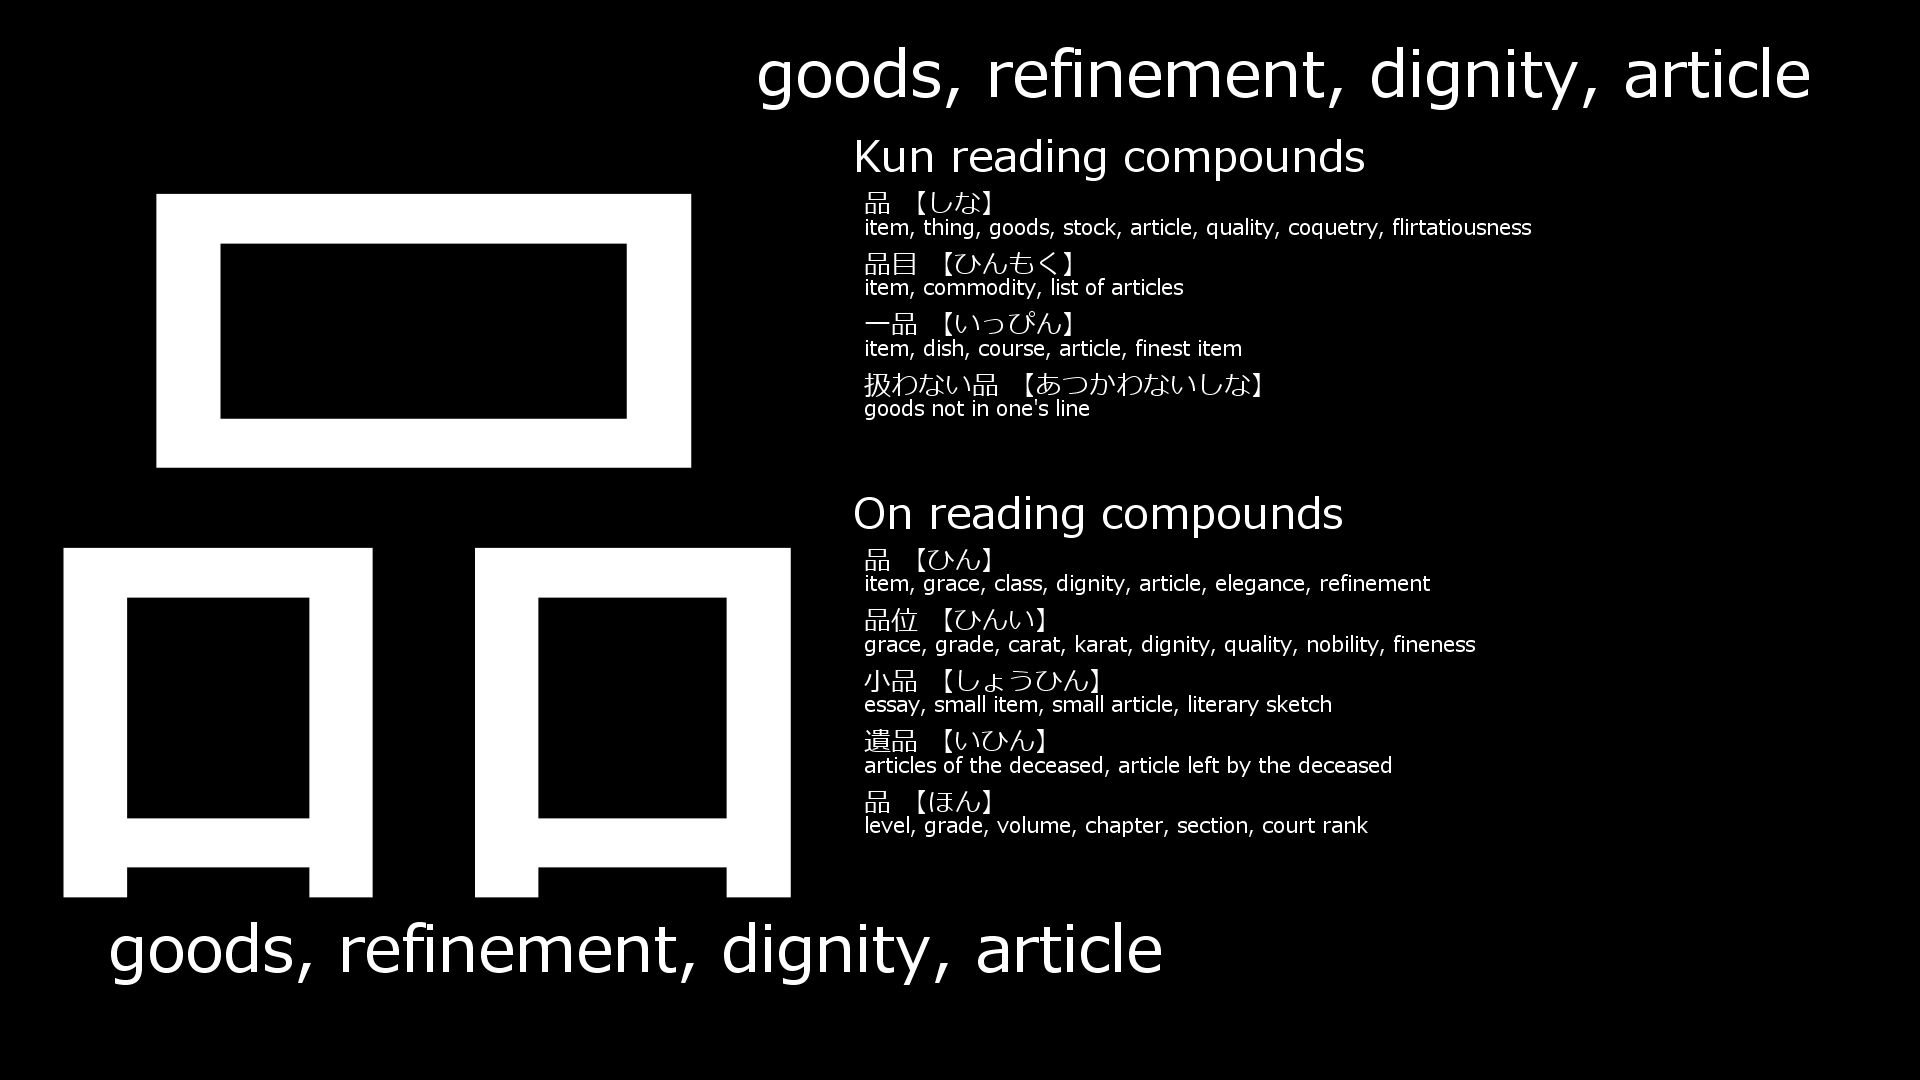 goods, refinement, dignity, article
品
Kun reading compounds
品 【しな】
item, thing, goods, stock, article, quality, coquetry, flirtatiousness
品目 【ひんもく】
item, commodity, list of articles
一品 【いっぴん】
item, dish, course, article, finest item
扱わない品 【あつかわないしな】
goods not in one's line
On reading compounds
品 【ひん】
item, grace, class, dignity, article, elegance, refinement
品位 【ひんい】
grace, grade, carat, karat, dignity, quality, nobility, fineness
小品 【しょうひん】
essay, small item, small article, literary sketch
遺品 【いひん】
articles of the deceased, article left by the deceased
品 【ほん】
level, grade, volume, chapter, section, court rank
goods, refinement, dignity, article